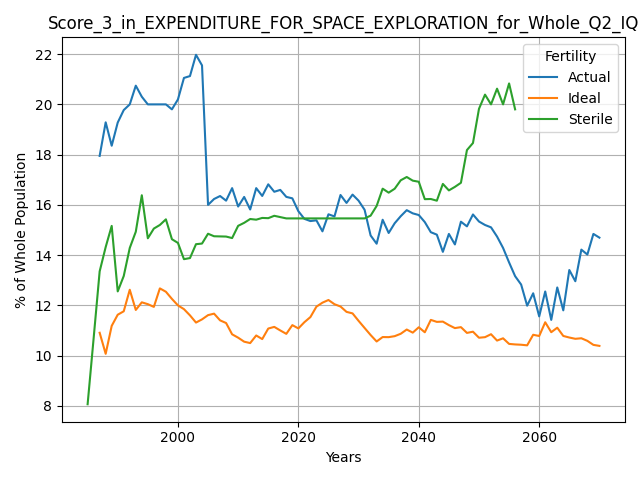 Score_3_in_EXPENDITURE_FOR_SPACE_EXPLORATION_for_Whole_Q2_IQ
Fertility
Actual
Ideal
Sterile
% of Whole Population
22
20
18
16
14
12
10
8
2000 2020 2040 2060
Years